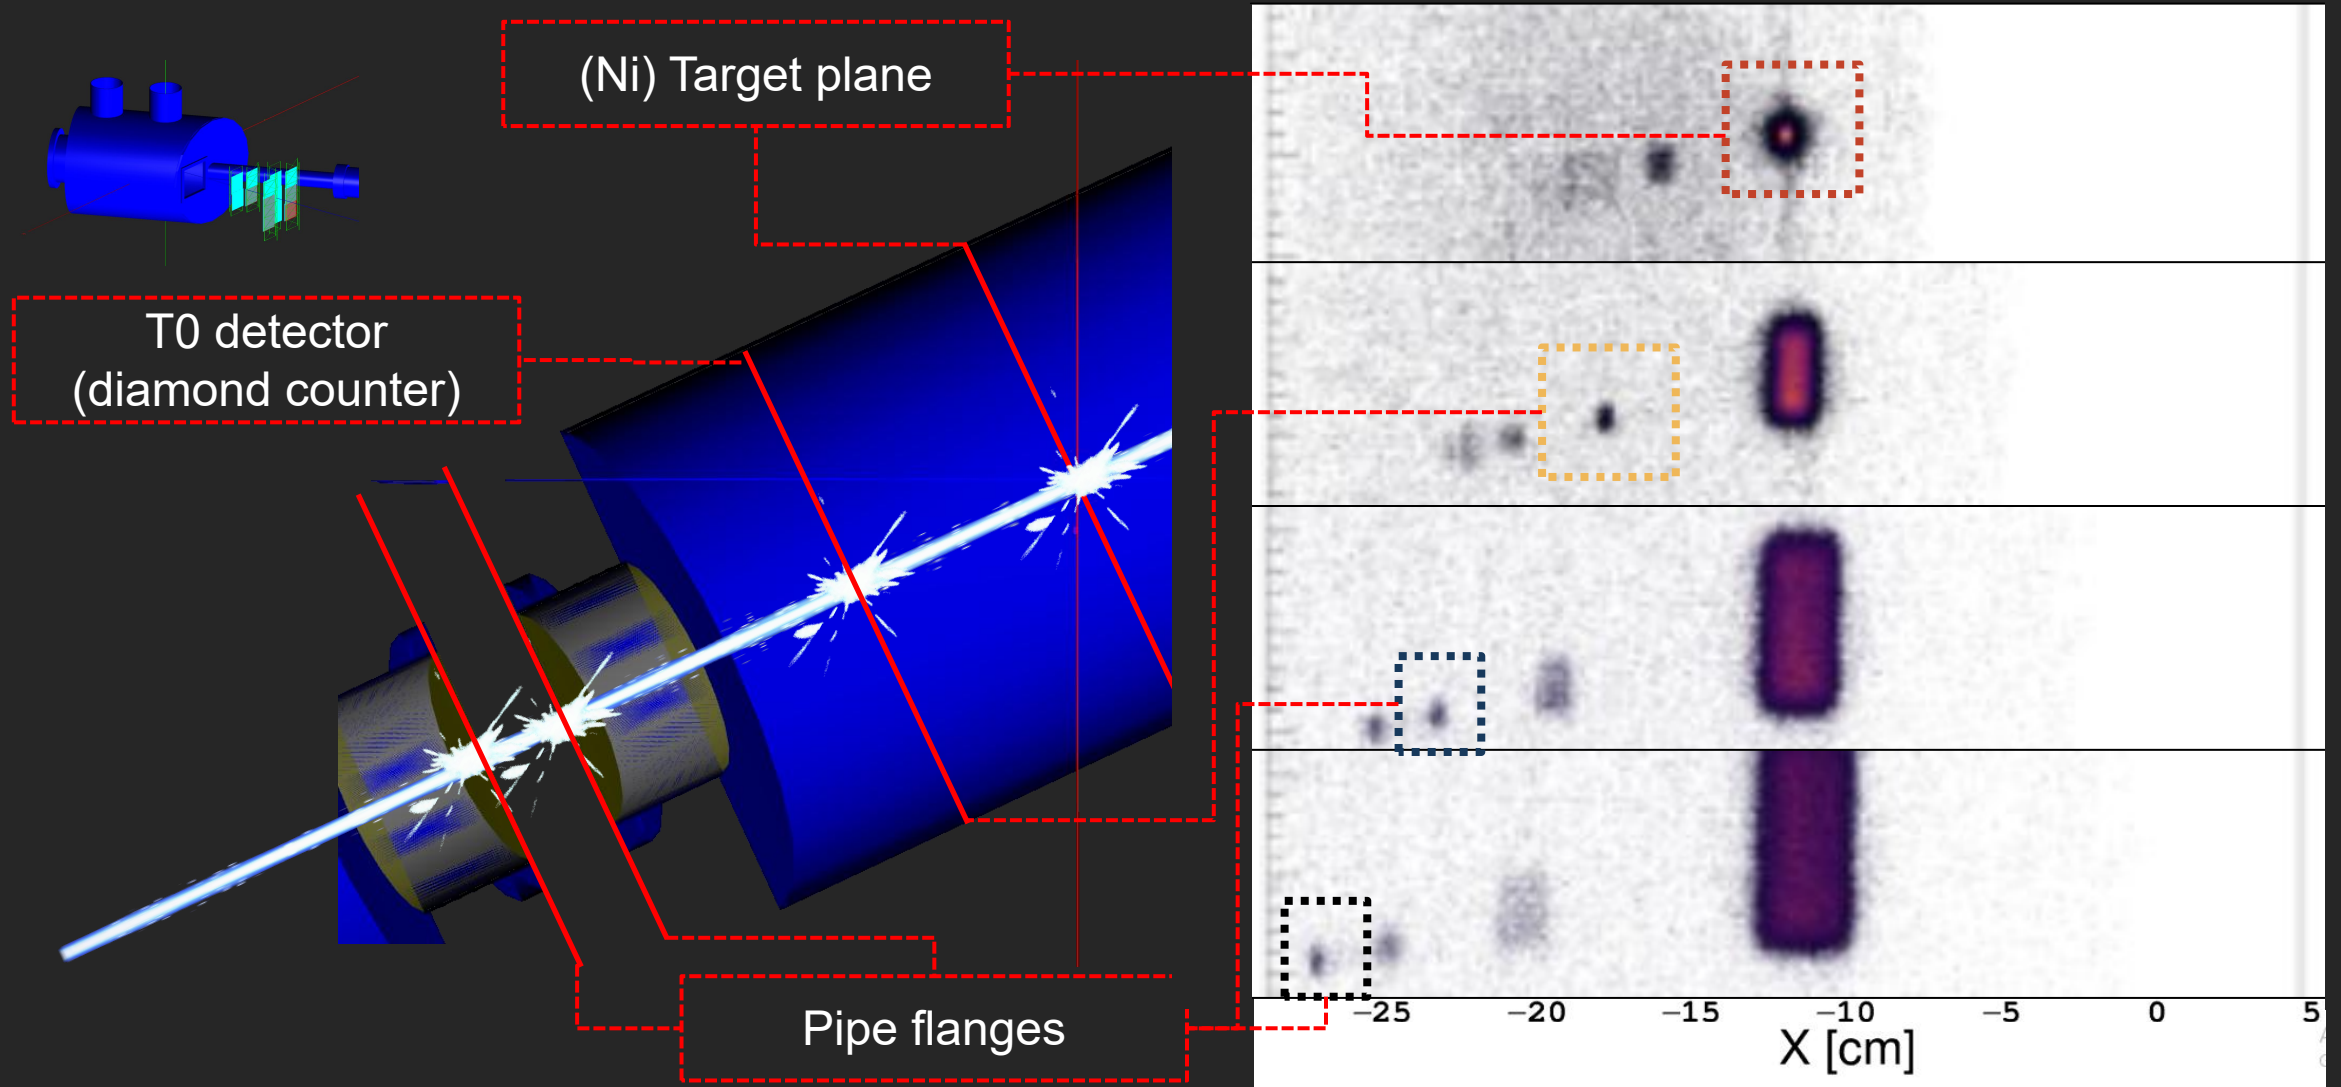 (Ni) Target plane
T0 detector
(diamond counter)
Pipe flanges
−25 −20 −15 −10 −5 0 5
X [cm]